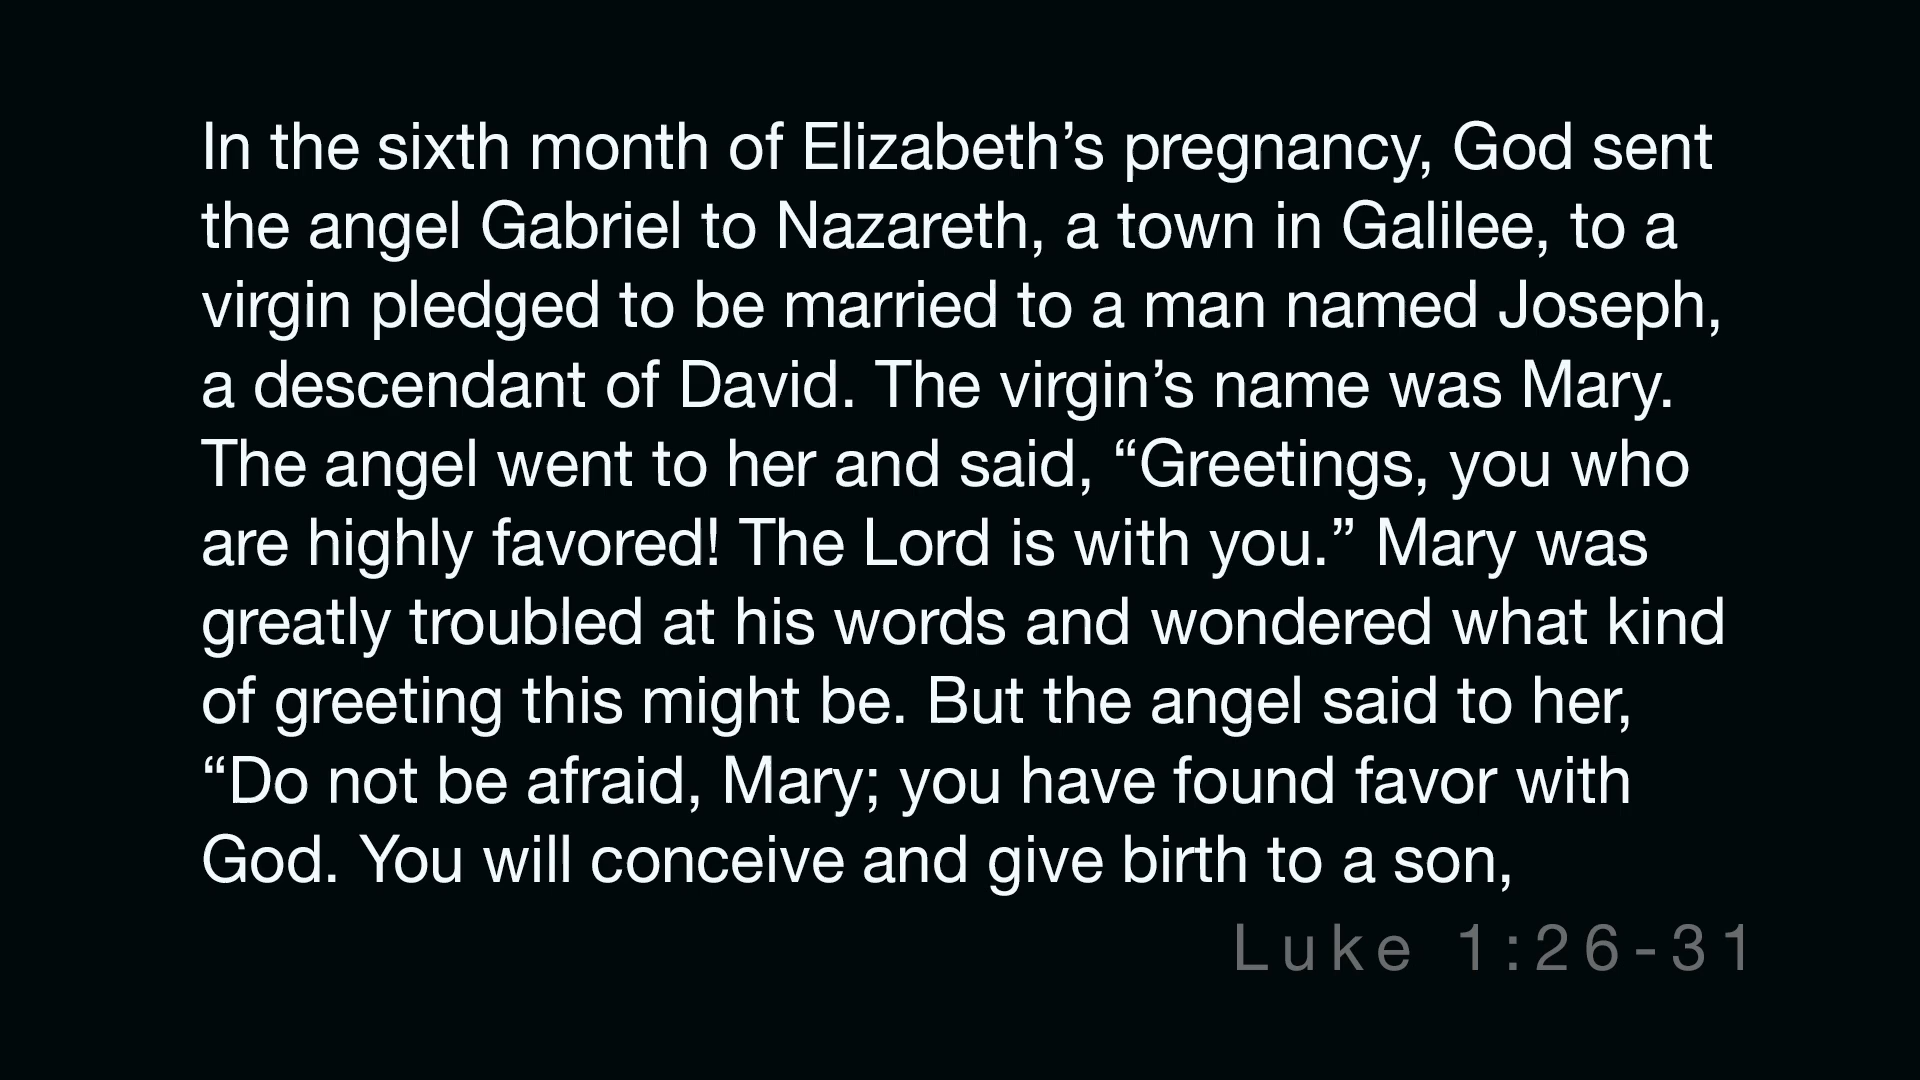 In the sixth month of Elizabeth’s pregnancy, God sent
the angel Gabriel to Nazareth, a town in Galilee, to a
virgin pledged to be married to a man named Joseph,
a descendant of David. The virgin’s name was Mary.
The angel went to her and said, “Greetings, you who
are highly favored! The Lord is with you.” Mary was
greatly troubled at his words and wondered what kind
of greeting this might be. But the angel said to her,
“Do not be afraid, Mary; you have found favor with
God. You will conceive and give birth to a son,
Luke 1:26-31